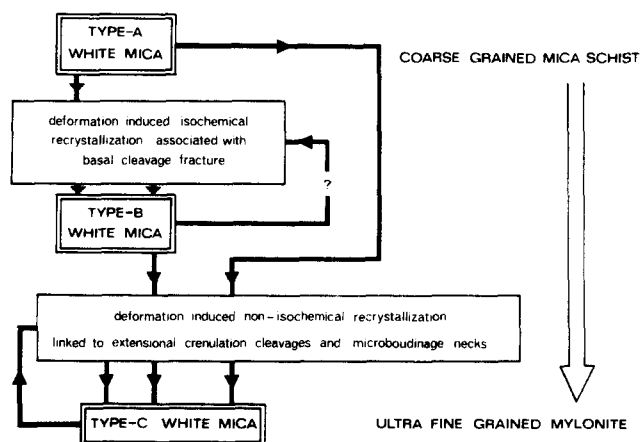 TYPE-A
WHITE MICA
COARSE GRAINED MICA SCHIST
deformation induced isochemical
recrystallization associated with
basal cleavage fracture
?
TYPE-B
WHITE MICA
deformation induced non-isochemical recrystallization
linked to extensional crenulation cleavages and microboudinage necks
TYPE-C WHITE MICA
ULTRA FINE GRAINED MYLONITE